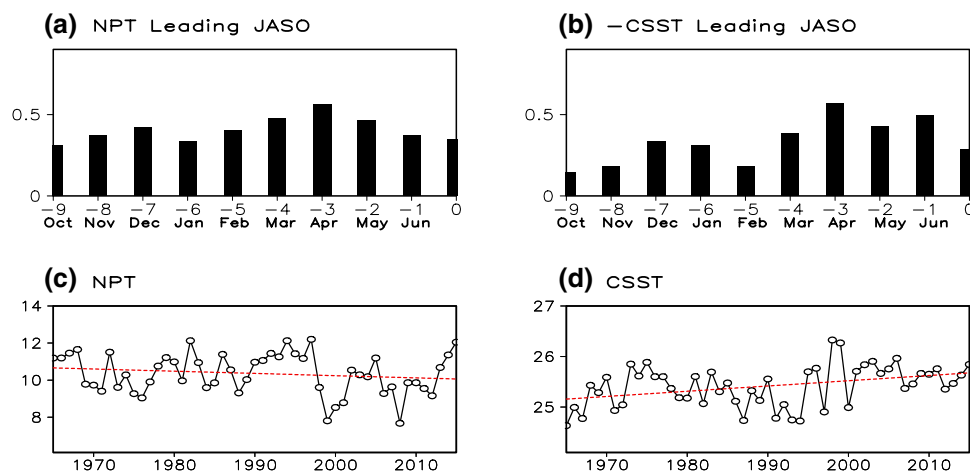 (a) NPT Leading JASO
0.5
0
−9 −8 −7 −6 −5 −4 −3 −2 −1 0
Oct Nov Dec Jan Feb Mar Apr May Jun
(b) −CSST Leading JASO
0.5
0
−9 −8 −7 −6 −5 −4 −3 −2 −1 0
Oct Nov Dec Jan Feb Mar Apr May Jun
(c) NPT
14
12
10
8
1970 1980 1990 2000 2010
(d) CSST
27
26
25
1970 1980 1990 2000 2010